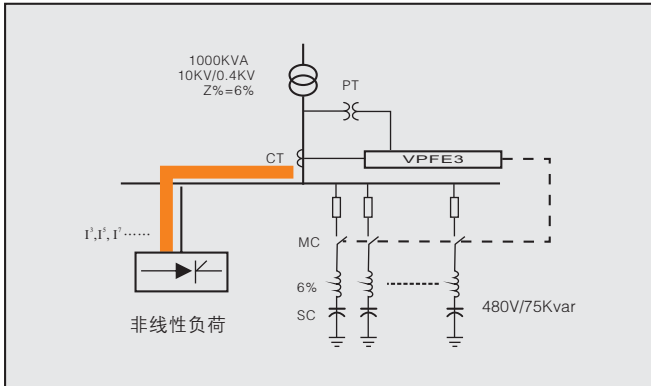 1000KVA
10KV/0.4KV
Z%=6%
PT
CT
VPFE3
I³,I⁵, I⁷ ······
MC
6%
480V/75Kvar
SC
非线性负荷